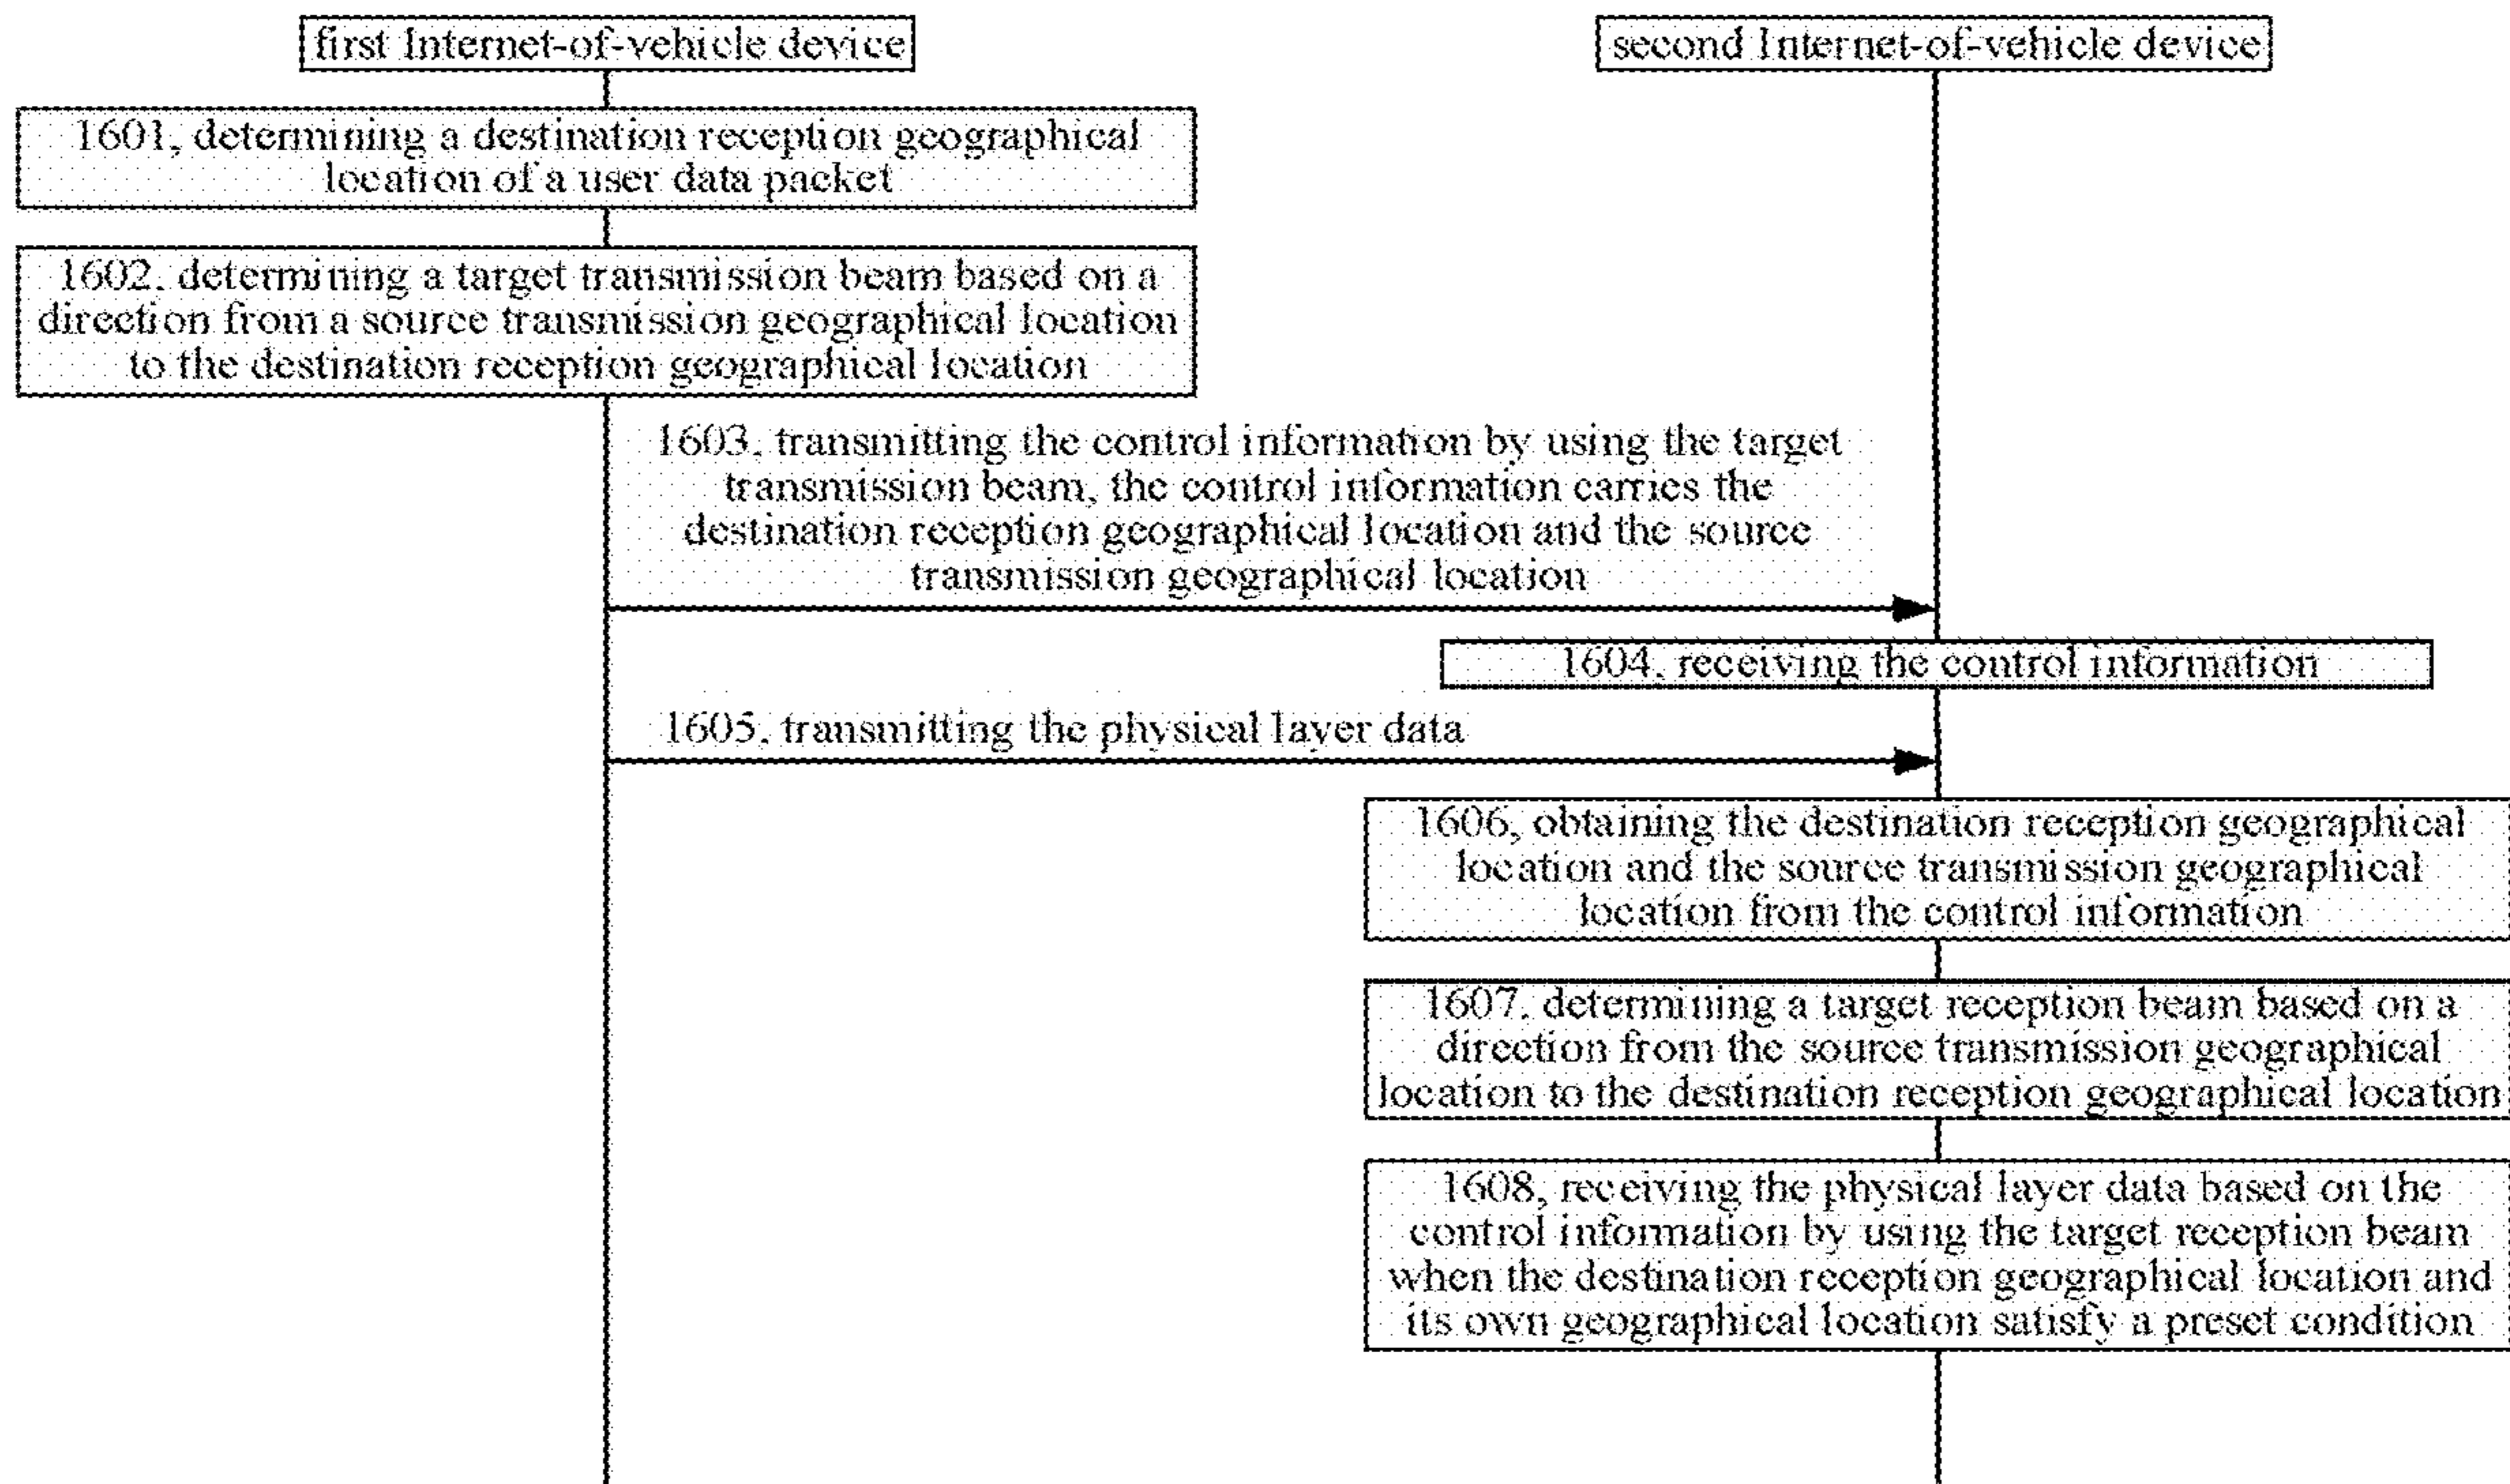 first Internet-of-vehicle device
second Internet-of-vehicle device
1601, determining a destination reception geographical
location of a user data packet
1602, determining a target transmission beam based on a
direction from a source transmission geographical location
to the destination reception geographical location
1603, transmitting the control information by using the target
transmission beam, the control information carries the
destination reception geographical location and the source
transmission geographical location
1604, receiving the control information
1605, transmitting the physical layer data
1606, obtaining the destination reception geographical
location and the source transmission geographical
location from the control information
1607, determining a target reception beam based on a
direction from the source transmission geographical
location to the destination reception geographical location
1608, receiving the physical layer data based on the
control information by using the target reception beam
when the destination reception geographical location and
its own geographical location satisfy a preset condition